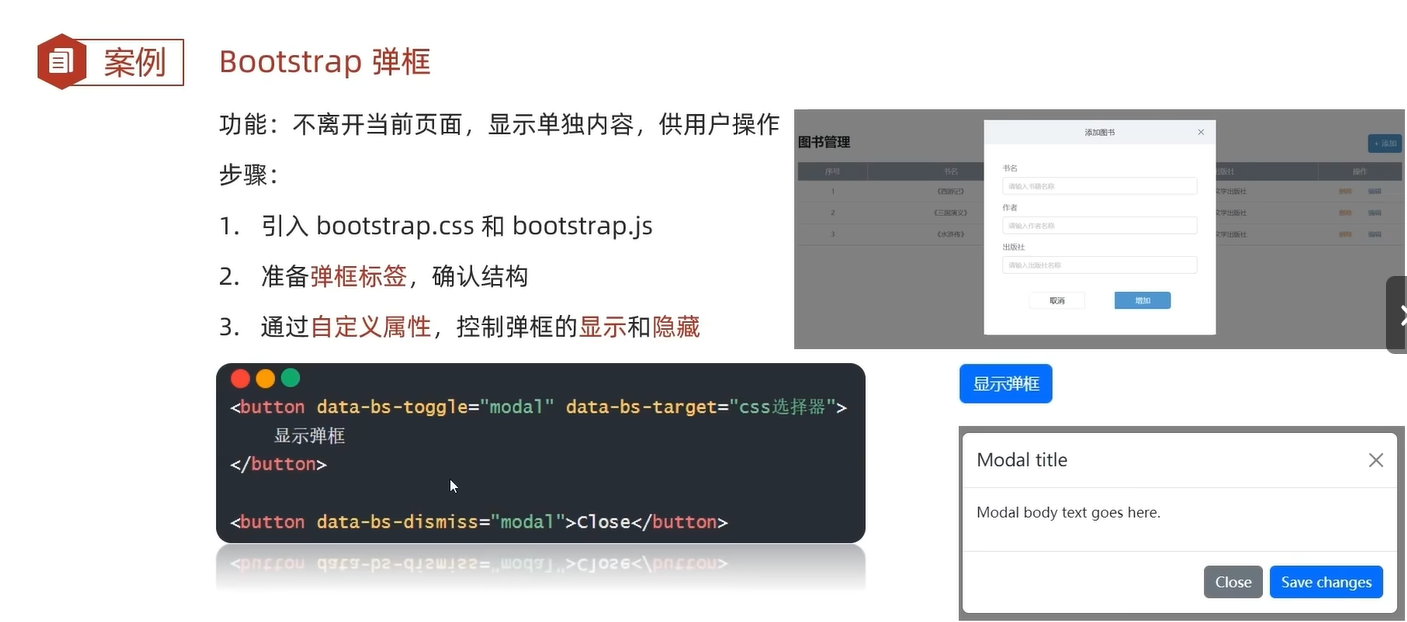 案例
Bootstrap 弹框
功能：不离开当前页面，显示单独内容，供用户操作
步骤：
1. 引入 bootstrap.css 和 bootstrap.js
2. 准备弹框标签，确认结构
3. 通过自定义属性，控制弹框的显示和隐藏
<button data-bs-toggle="modal" data-bs-target="css选择器">
显示弹框
</button>
<button data-bs-dismiss="modal">Close</button>
图书管理
+ 添加
序号 书名 出版社 操作
1 《西游记》 文学出版社 删除 编辑
2 《三国演义》 文学出版社 删除 编辑
3 《水浒传》 文学出版社 删除 编辑
添加图书
书名
请输入书籍名称
作者
请输入作者名称
出版社
请输入出版社名称
取消 增加
显示弹框
Modal title
Modal body text goes here.
Close Save changes